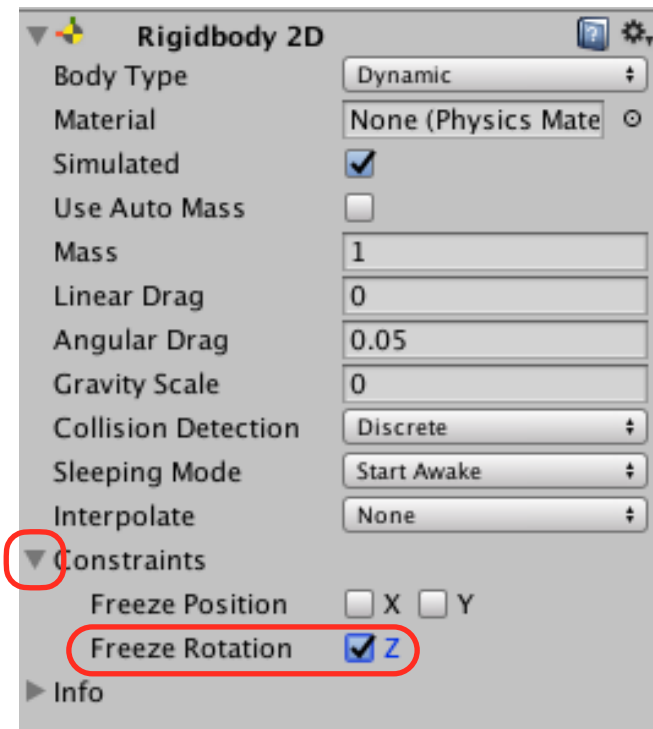 Rigidbody 2D
Body Type Dynamic
Material None (Physics Mate
Simulated
Use Auto Mass
Mass 1
Linear Drag 0
Angular Drag 0.05
Gravity Scale 0
Collision Detection Discrete
Sleeping Mode Start Awake
Interpolate None
Constraints
Freeze Position X Y
Freeze Rotation Z
Info